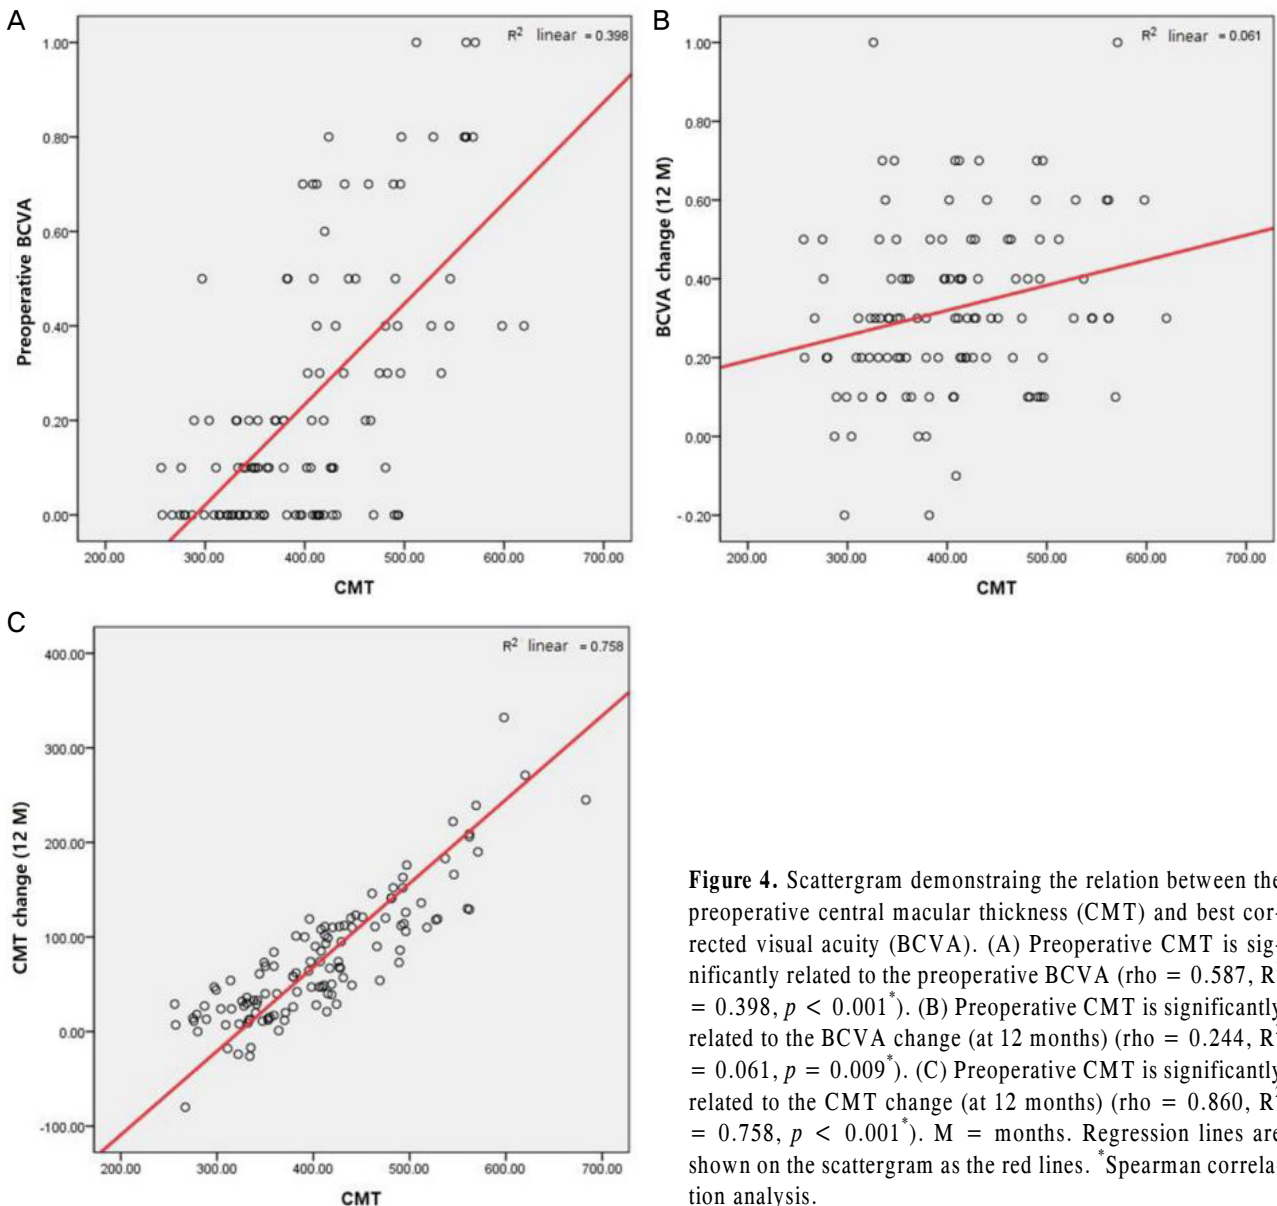 A
R2 linear = 0.398
1.00
0.80
0.60
0.40
0.20
0.00
Preoperative BCVA
200.00 300.00 400.00 500.00 600.00 700.00
CMT
B
R2 linear = 0.061
1.00
0.80
0.60
0.40
0.20
0.00
- 0.20
BCVA change (12 M)
200.00 300.00 400.00 500.00 600.00 700.00
CMT
C
R2 linear = 0.758
400.00
300.00
200.00
100.00
0.00
-100.00
CMT change (12 M)
200.00 300.00 400.00 500.00 600.00 700.00
CMT
Figure 4. Scattergram demonstraing the relation between the
preoperative central macular thickness (CMT) and best cor-
rected visual acuity (BCVA). (A) Preoperative CMT is sig-
nificantly related to the preoperative BCVA (rho = 0.587, R
= 0.398, p < 0.001*). (B) Preoperative CMT is significantly
related to the BCVA change (at 12 months) (rho = 0.244, R2
= 0.061, p = 0.009*). (C) Preoperative CMT is significantly
related to the CMT change (at 12 months) (rho = 0.860, R2
= 0.758, p < 0.001*). M = months. Regression lines are
shown on the scattergram as the red lines. *Spearman correla
tion analysis.